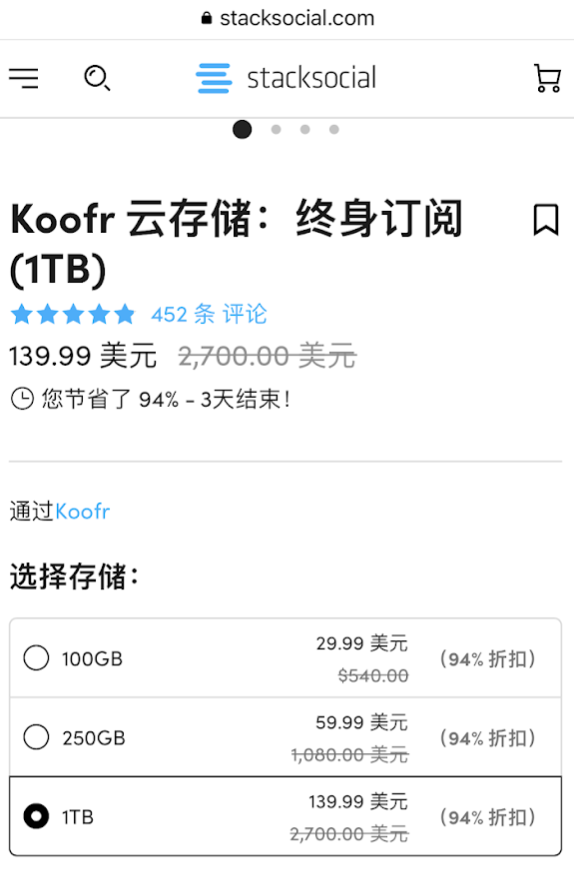 stacksocial.com
stacksocial
Koofr 云存储：终身订阅
(1TB)
452 条 评论
139.99 美元 2,700.00 美元
您节省了 94% - 3天结束！
通过Koofr
选择存储：
100GB 29.99 美元 （94% 折扣）
$540.00
250GB 59.99 美元 （94% 折扣）
1,080.00 美元
1TB 139.99 美元 （94% 折扣）
2,700.00 美元